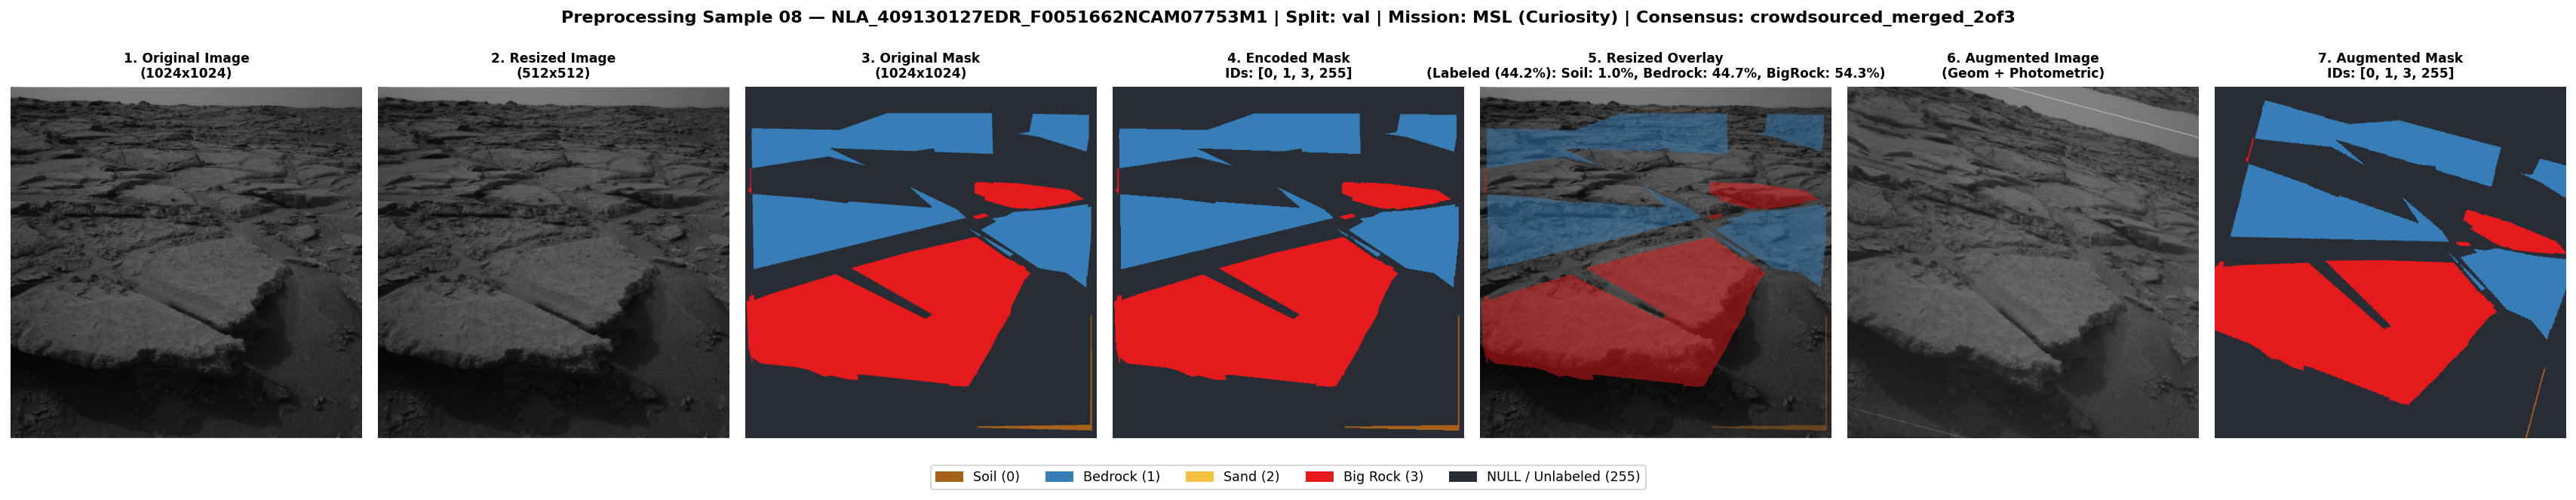 Preprocessing Sample 08 — NLA_409130127EDR_F0051662NCAM07753M1 | Split: val | Mission: MSL (Curiosity) | Consensus: crowdsourced_merged_2of3
1. Original Image
(1024x1024)
2. Resized Image
(512x512)
3. Original Mask
(1024x1024)
4. Encoded Mask
IDs: [0, 1, 3, 255]
5. Resized Overlay
(Labeled (44.2%): Soil: 1.0%, Bedrock: 44.7%, BigRock: 54.3%)
6. Augmented Image
(Geom + Photometric)
7. Augmented Mask
IDs: [0, 1, 3, 255]
Soil (0)
Bedrock (1)
Sand (2)
Big Rock (3)
NULL / Unlabeled (255)